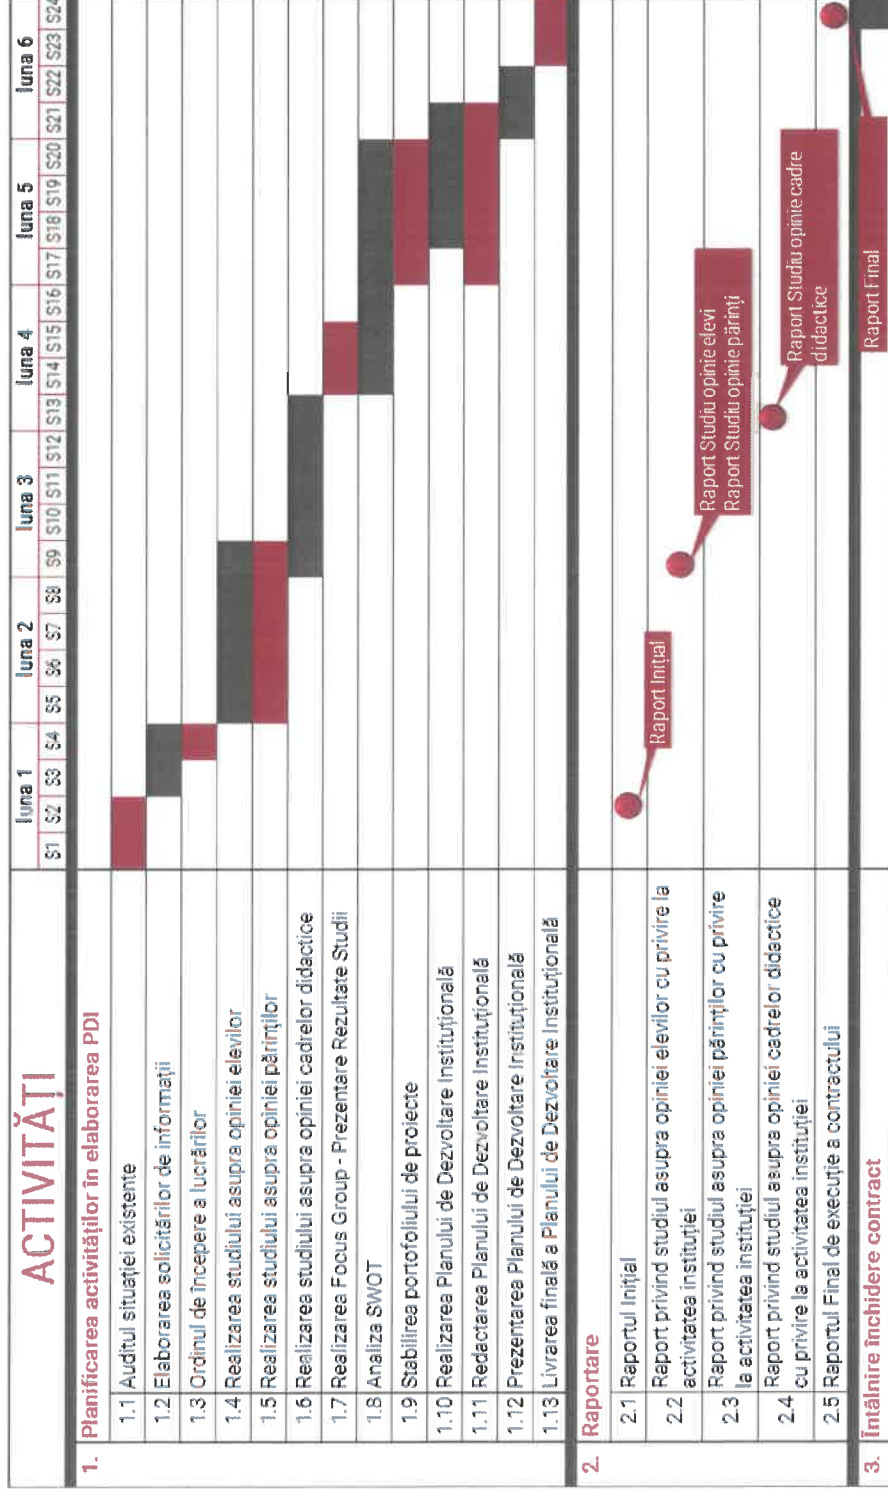 ACTIVITĂȚI
luna 1 luna 2 luna 3 luna 4 luna 5 luna 6
S1 S2 S3 S4 S5 S6 S7 S8 S9 S10 S11 S12 S13 S14 S15 S16 S17 S18 S19 S20 S21 S22 S23 S24
1. Planificarea activităților în elaborarea PDI
1.1 Auditul situației existente
1.2 Elaborarea solicitărilor de informații
1.3 Ordinul de începere a lucrărilor
1.4 Realizarea studiului asupra opiniei elevilor
1.5 Realizarea studiului asupra opiniei părinților
1.6 Realizarea studiului asupra opiniei cadrelor didactice
1.7 Realizarea Focus Group - Prezentare Rezultate Studii
1.8 Analiza SWOT
1.9 Stabilirea portofoliului de proiecte
1.10 Realizarea Planului de Dezvoltare Instituțională
1.11 Redactarea Planului de Dezvoltare Instituțională
1.12 Prezentarea Planului de Dezvoltare Instituțională
1.13 Livrarea finală a Planului de Dezvoltare Instituțională
2. Raportare
2.1 Raportul Inițial
Raport Inițial
2.2 Raport privind studiul asupra opiniei elevilor cu privire la
activitatea instituției
2.3 Raport privind studiul asupra opiniei părinților cu privire
la activitatea instituției
Raport Studiu opinie elevi
Raport Studiu opinie părinți
2.4 Raport privind studiul asupra opiniei cadrelor didactice
cu privire la activitatea instituției
Raport Studiu opinie cadre
didactice
2.5 Raportul Final de execuție a contractului
Raport Final
3. Întâlnire închidere contract